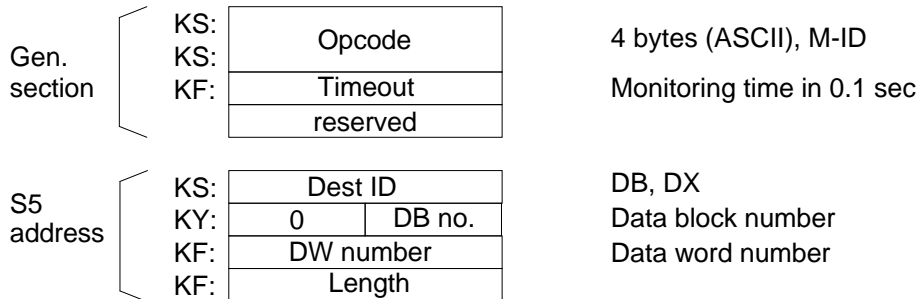 KS: Opcode 4 bytes (ASCII), M-ID
KS:
Gen. section
KF: Timeout Monitoring time in 0.1 sec
reserved
KS: Dest ID DB, DX
S5 address
KY: 0 DB no. Data block number
KF: DW number Data word number
KF: Length